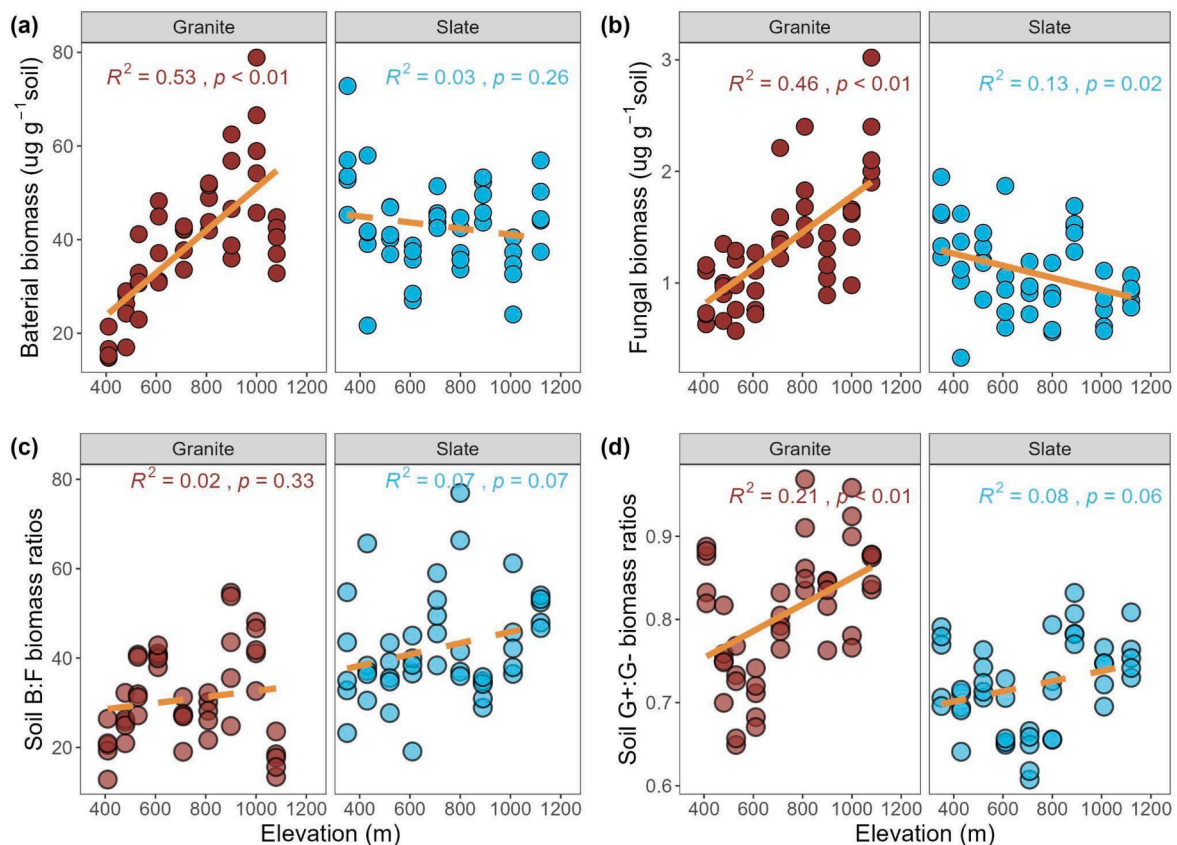 (a)
Granite
Slate
R² = 0.53 , p < 0.01
R² = 0.03 , p = 0.26
Baterial biomass (ug g⁻¹soil)
80
60
40
20
400 600 800 1000 1200
400 600 800 1000 1200
(b)
Granite
Slate
R² = 0.46 , p < 0.01
R² = 0.13 , p = 0.02
Fungal biomass (ug g⁻¹soil)
3
2
1
400 600 800 1000 1200
400 600 800 1000 1200
(c)
Granite
Slate
R² = 0.02 , p = 0.33
R² = 0.07 , p = 0.07
Soil B:F biomass ratios
80
60
40
20
400 600 800 1000 1200
400 600 800 1000 1200
Elevation (m)
(d)
Granite
Slate
R² = 0.21 , p < 0.01
R² = 0.08 , p = 0.06
Soil G+:G- biomass ratios
0.9
0.8
0.7
0.6
400 600 800 1000 1200
400 600 800 1000 1200
Elevation (m)